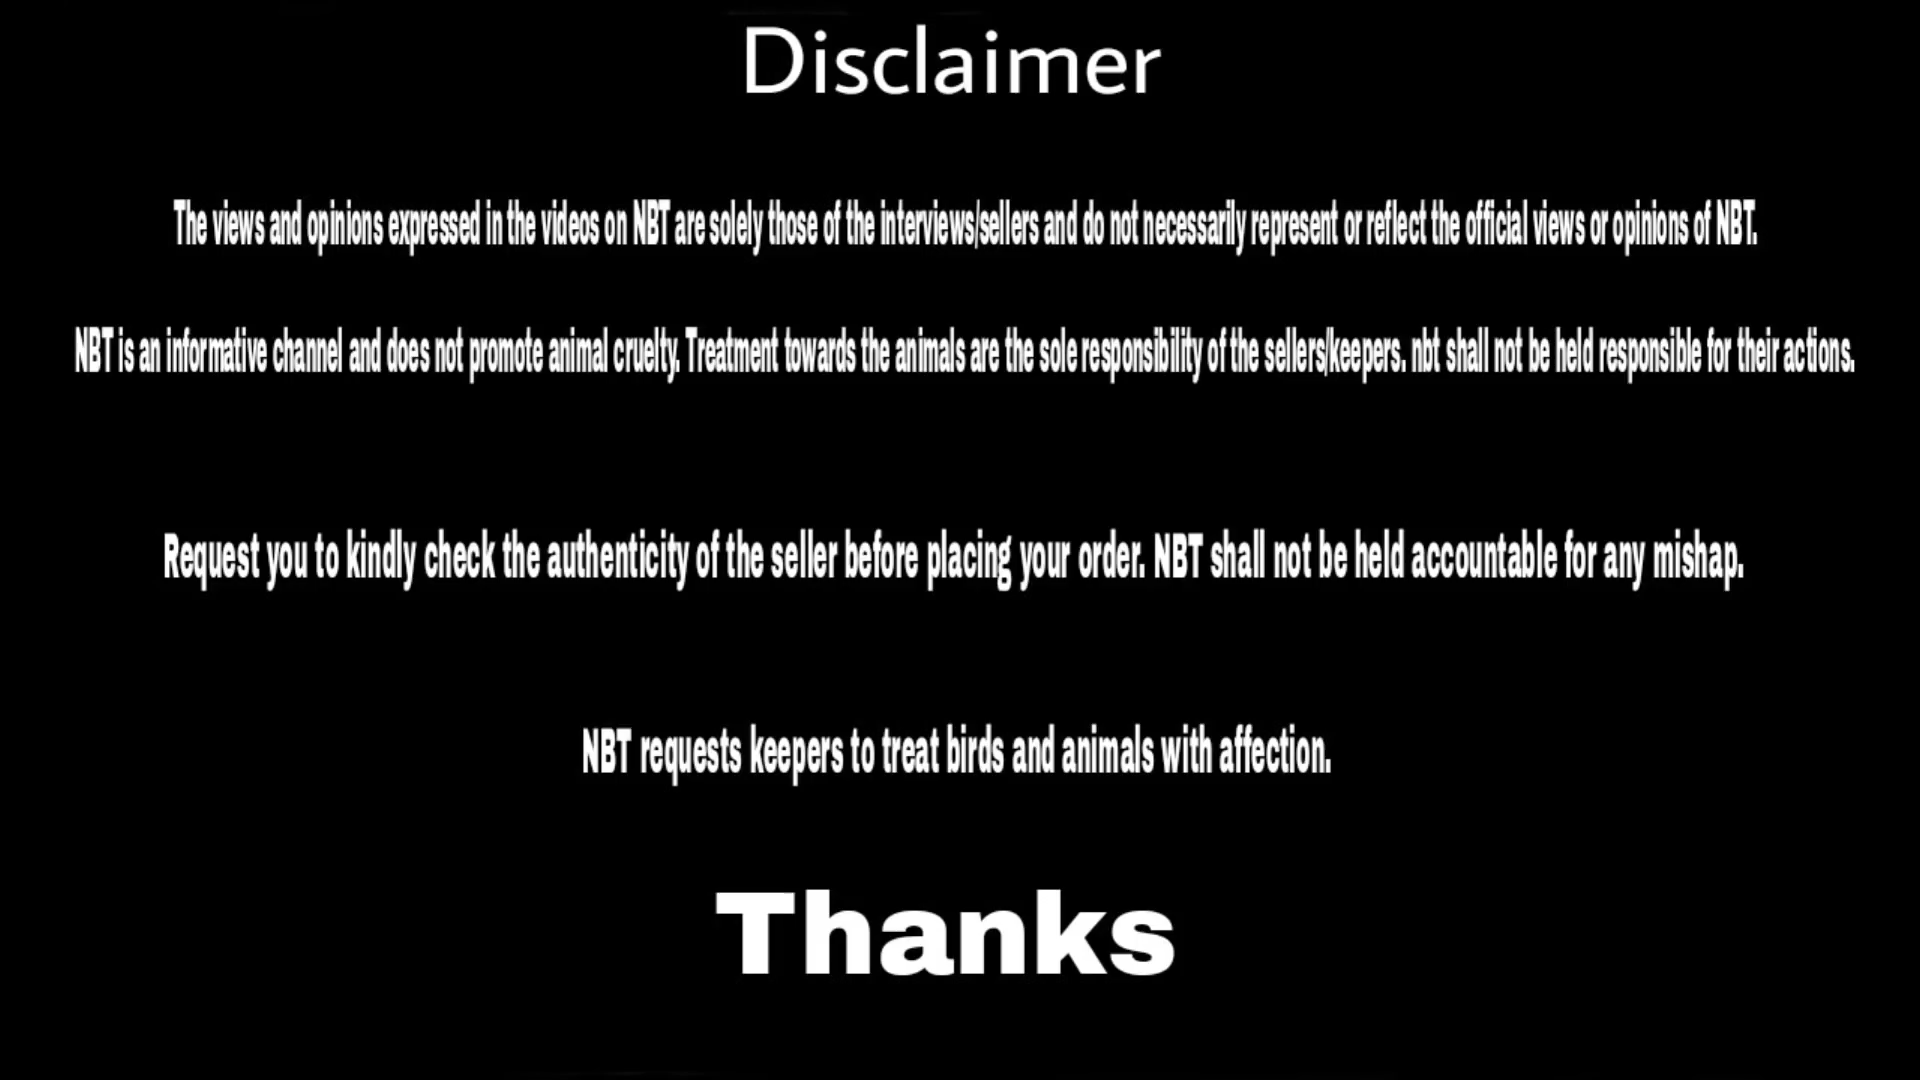 Disclaimer
The views and opinions expressed in the videos on NBT are solely those of the interviews/sellers and do not necessarily represent or reflect the official views or opinions of NBT.
NBT is an informative channel and does not promote animal cruelty. Treatment towards the animals are the sole responsibility of the sellers/keepers. nbt shall not be held responsible for their actions.
Request you to kindly check the authenticity of the seller before placing your order. NBT shall not be held accountable for any mishap.
NBT requests keepers to treat birds and animals with affection.
Thanks